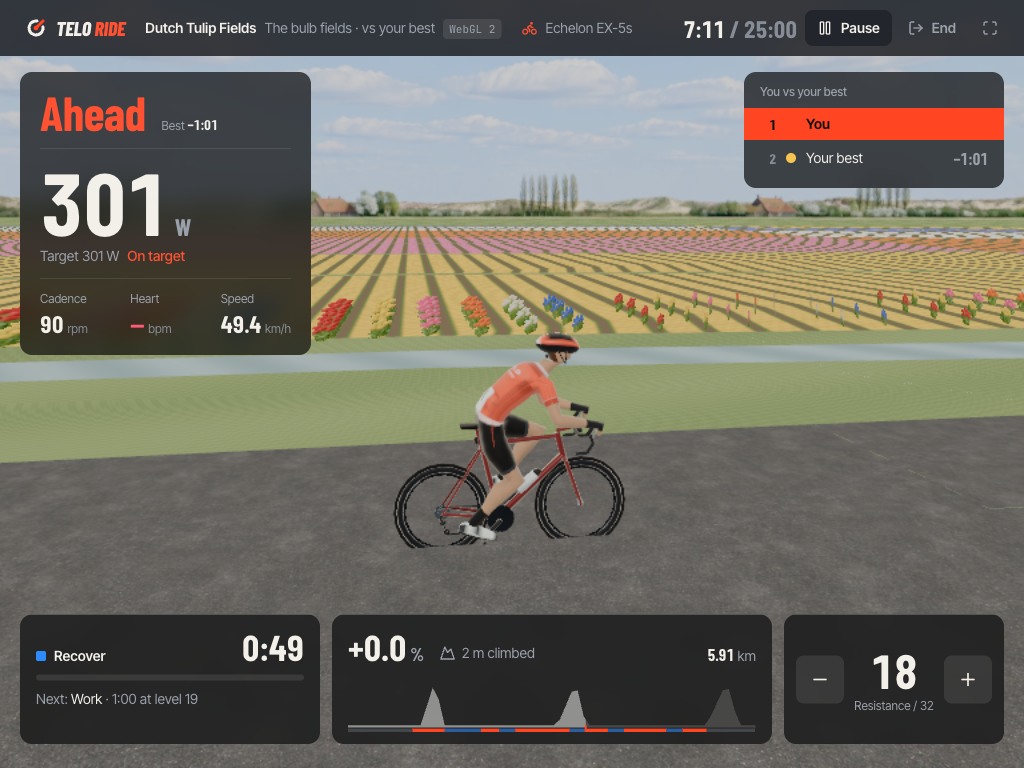 TELO RIDE
Dutch Tulip Fields The bulb fields · vs your best WebGL 2
Echelon EX-5s
7:11 / 25:00
Pause
End
Ahead Best −1:01
301 W
Target 301 W On target
Cadence Heart Speed
90 rpm – bpm 49.4 km/h
You vs your best
1 You
2 Your best −1:01
Recover 0:49
Next: Work · 1:00 at level 19
+0.0 % 2 m climbed 5.91 km
− 18 +
Resistance / 32